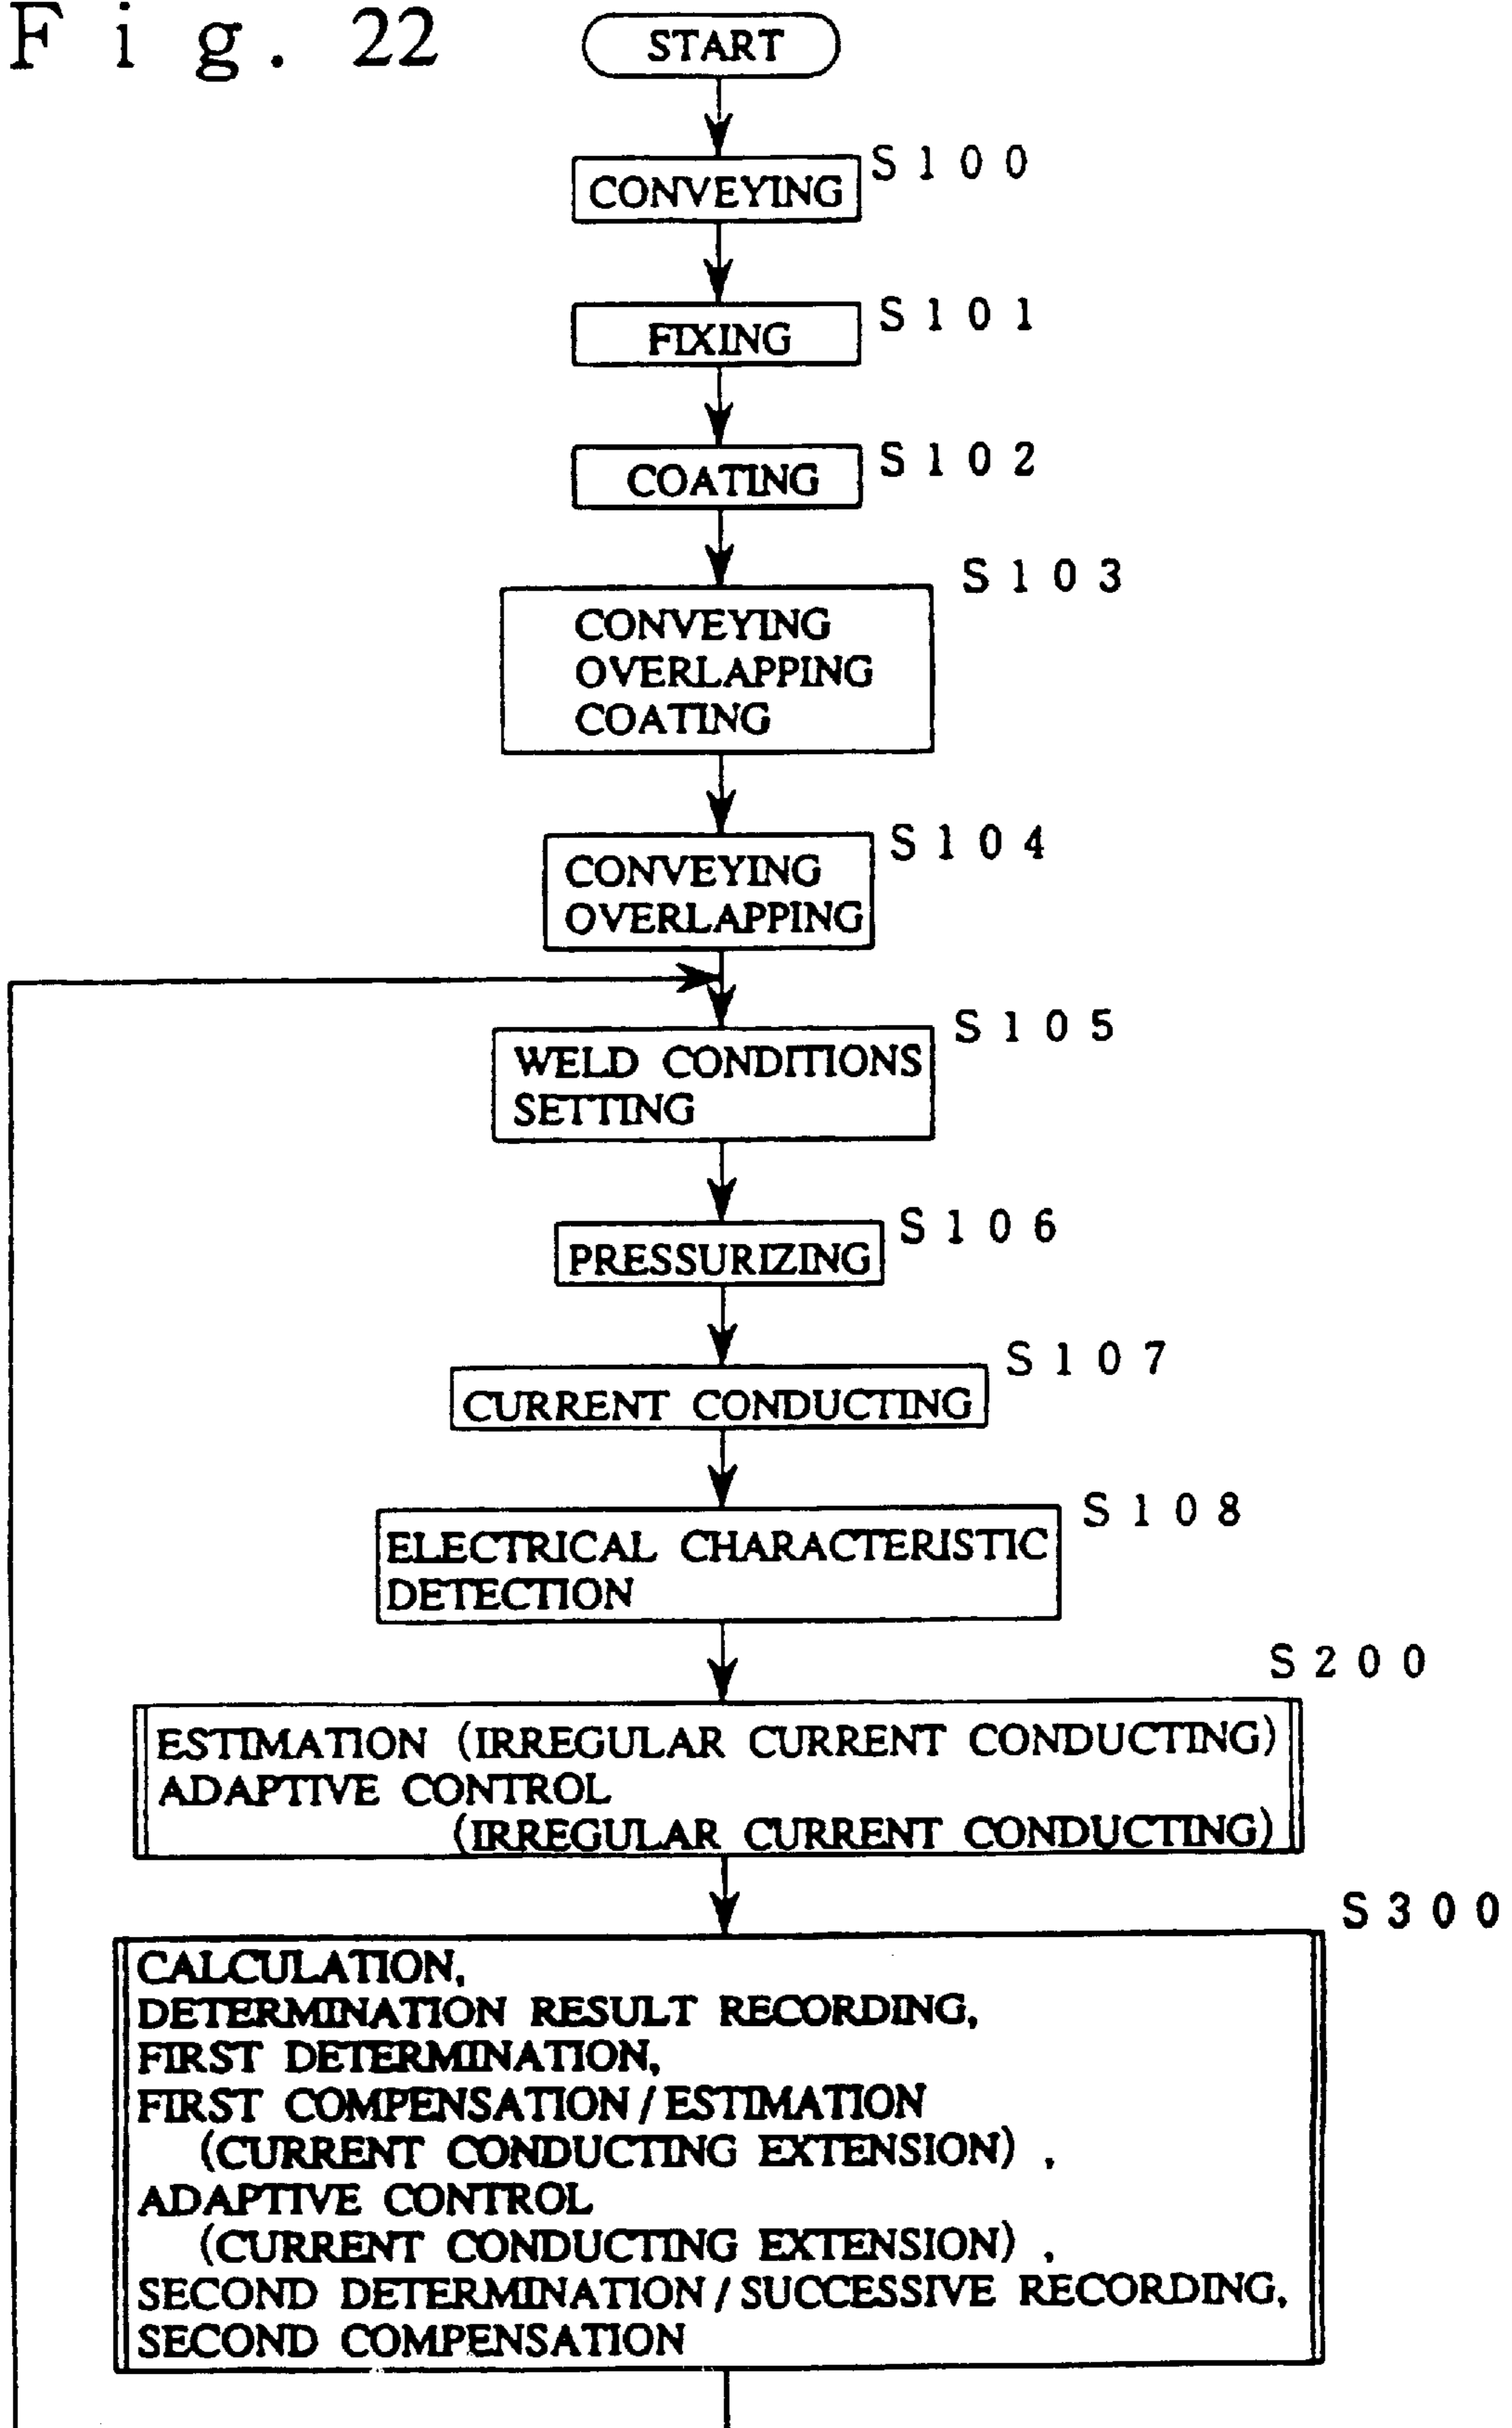 Fig. 22
START
CONVEYING
S100
FIXING
S101
COATING
S102
CONVEYING
OVERLAPPING
COATING
S103
CONVEYING
OVERLAPPING
S104
WELD CONDITIONS
SETTING
S105
PRESSURIZING
S106
CURRENT CONDUCTING
S107
ELECTRICAL CHARACTERISTIC
DETECTION
S108
ESTIMATION (IRREGULAR CURRENT CONDUCTING)
ADAPTIVE CONTROL
(IRREGULAR CURRENT CONDUCTING)
S200
CALCULATION,
DETERMINATION RESULT RECORDING,
FIRST DETERMINATION,
FIRST COMPENSATION/ESTIMATION
(CURRENT CONDUCTING EXTENSION),
ADAPTIVE CONTROL
(CURRENT CONDUCTING EXTENSION),
SECOND DETERMINATION/SUCCESSIVE RECORDING,
SECOND COMPENSATION
S300